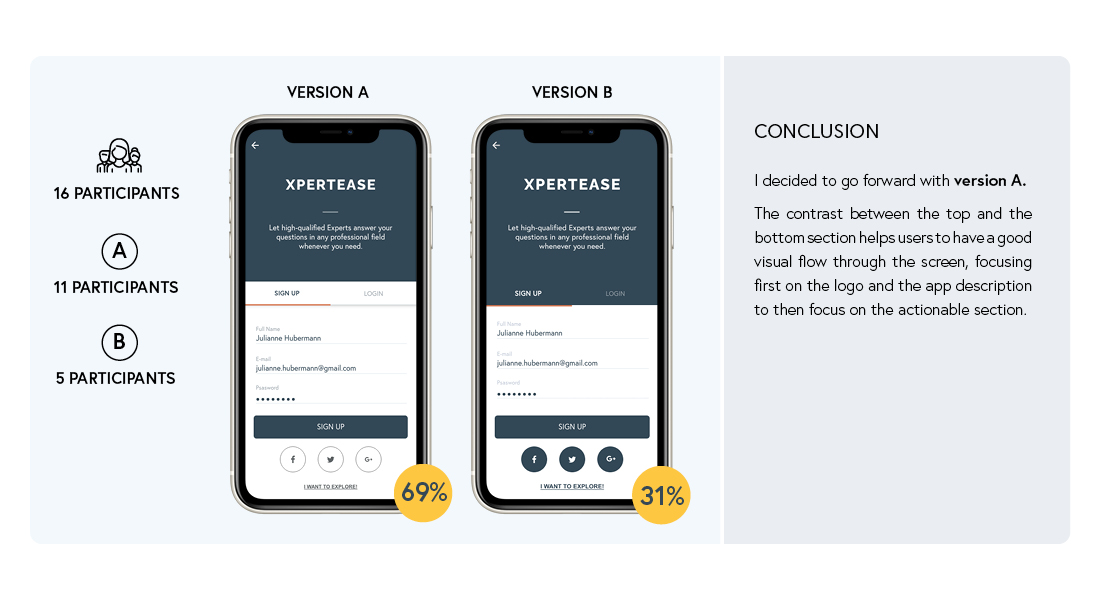 VERSION A
VERSION B
16 PARTICIPANTS
A
11 PARTICIPANTS
B
5 PARTICIPANTS
XPERTEASE
Let high-qualified Experts answer your
questions in any professional field
whenever you need.
SIGN UP
LOGIN
Full Name
Julianne Hubermann
E-mail
julianne.hubermann@gmail.com
Password
••••••••
SIGN UP
f
G+
I WANT TO EXPLORE!
69%
XPERTEASE
Let high-qualified Experts answer your
questions in any professional field
whenever you need.
SIGN UP
LOGIN
Full Name
Julianne Hubermann
E-mail
julianne.hubermann@gmail.com
Password
••••••••
SIGN UP
f
G+
I WANT TO EXPLORE!
31%
CONCLUSION
I decided to go forward with version A.
The contrast between the top and the
bottom section helps users to have a good
visual flow through the screen, focusing
first on the logo and the app description
to then focus on the actionable section.